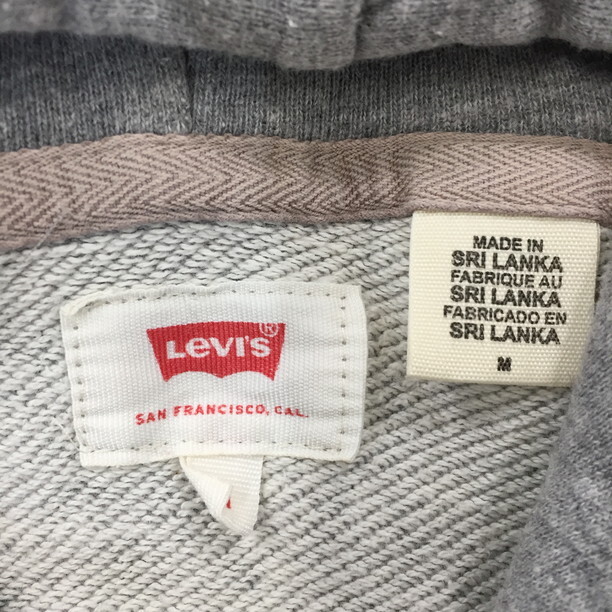 MADE IN
SRI LANKA
FABRIQUE AU
SRI LANKA
FABRICADO EN
SRI LANKA
M
LEVI'S®
SAN FRANCISCO, CAL.